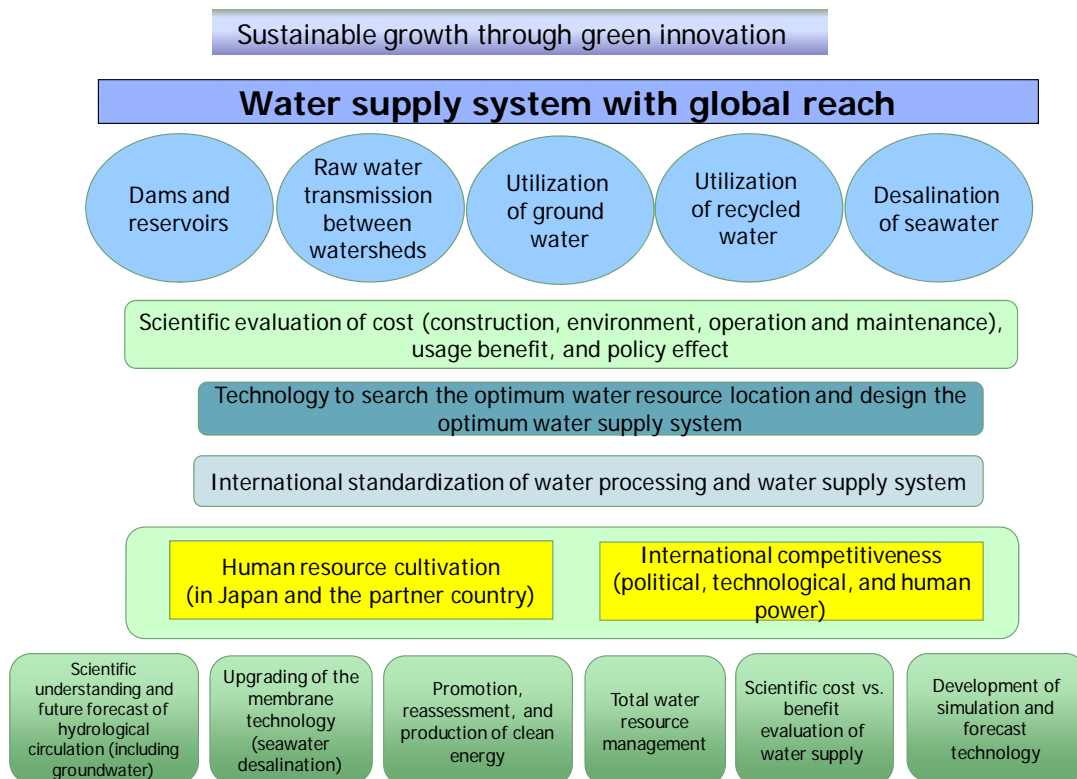 Sustainable growth through green innovation
Water supply system with global reach
Dams and
reservoirs
Raw water
transmission
between
watersheds
Utilization
of ground
water
Utilization
of recycled
water
Desalination
of seawater
Scientific evaluation of cost (construction, environment, operation and maintenance),
usage benefit, and policy effect
Technology to search the optimum water resource location and design the
optimum water supply system
International standardization of water processing and water supply system
Human resource cultivation
(in Japan and the partner country)
International competitiveness
(political, technological, and human
power)
Scientific
understanding and
future forecast of
hydrological
circulation (including
groundwater)
Upgrading of the
membrane
technology
(seawater
desalination)
Promotion,
reassessment, and
production of clean
energy
Total water
resource
management
Scientific cost vs.
benefit
evaluation of
water supply
Development of
simulation and
forecast
technology